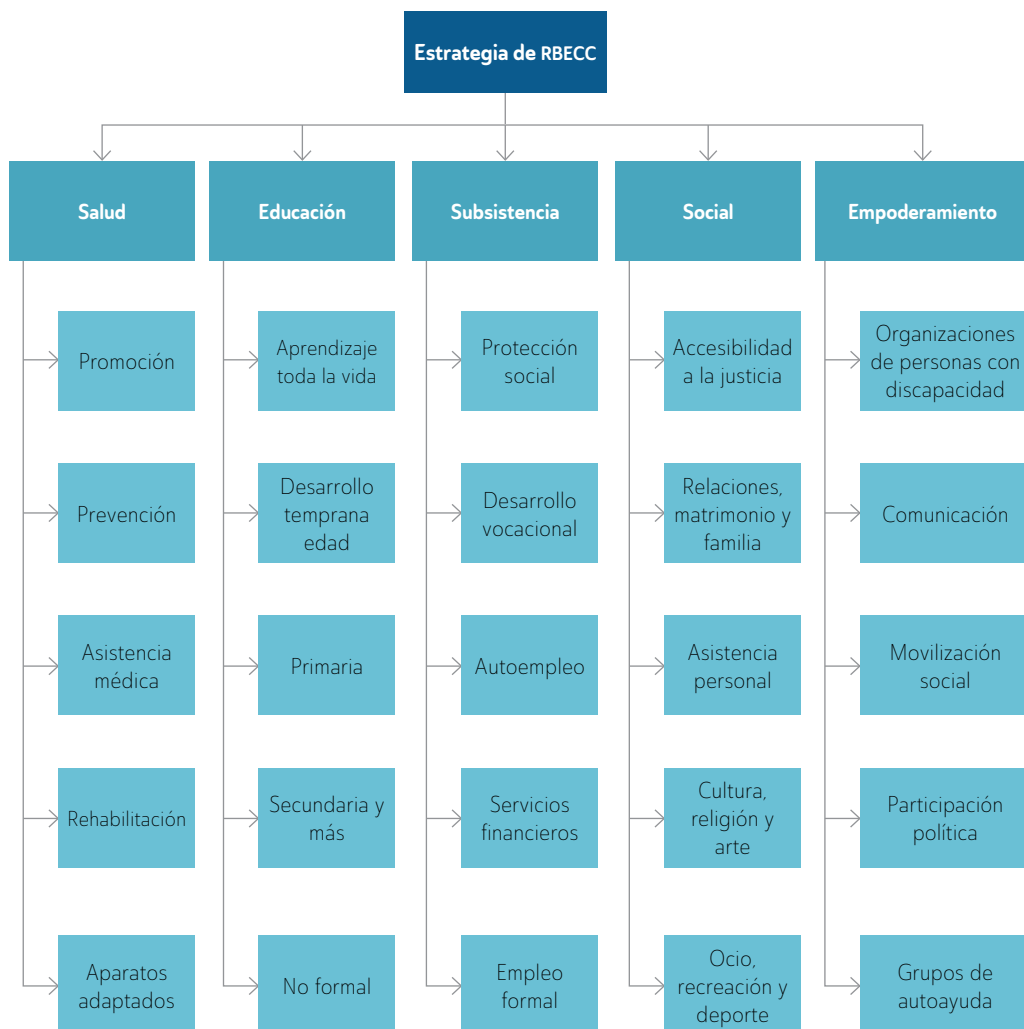 Estrategia de RBECC
Salud
Educación
Subsistencia
Social
Empoderamiento
Promoción
Aprendizaje
toda la vida
Protección
social
Accesibilidad
a la justicia
Organizaciones
de personas con
discapacidad
Prevención
Desarrollo
temprana
edad
Desarrollo
vocacional
Relaciones,
matrimonio y
familia
Comunicación
Asistencia
médica
Primaria
Autoempleo
Asistencia
personal
Movilización
social
Rehabilitación
Secundaria y
más
Servicios
financieros
Cultura,
religión y
arte
Participación
política
Aparatos
adaptados
No formal
Empleo
formal
Ocio,
recreación y
deporte
Grupos de
autoayuda